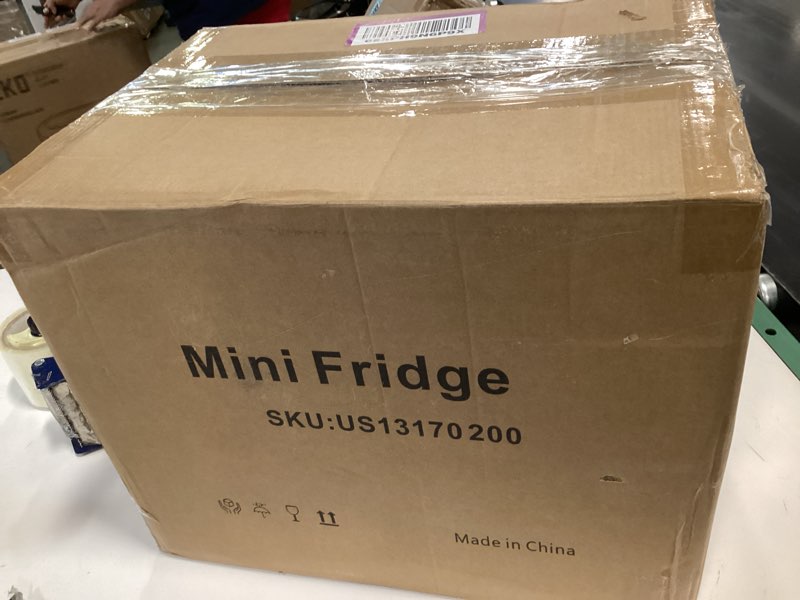 Mini Fridge
SKU:US13170200
Made in China